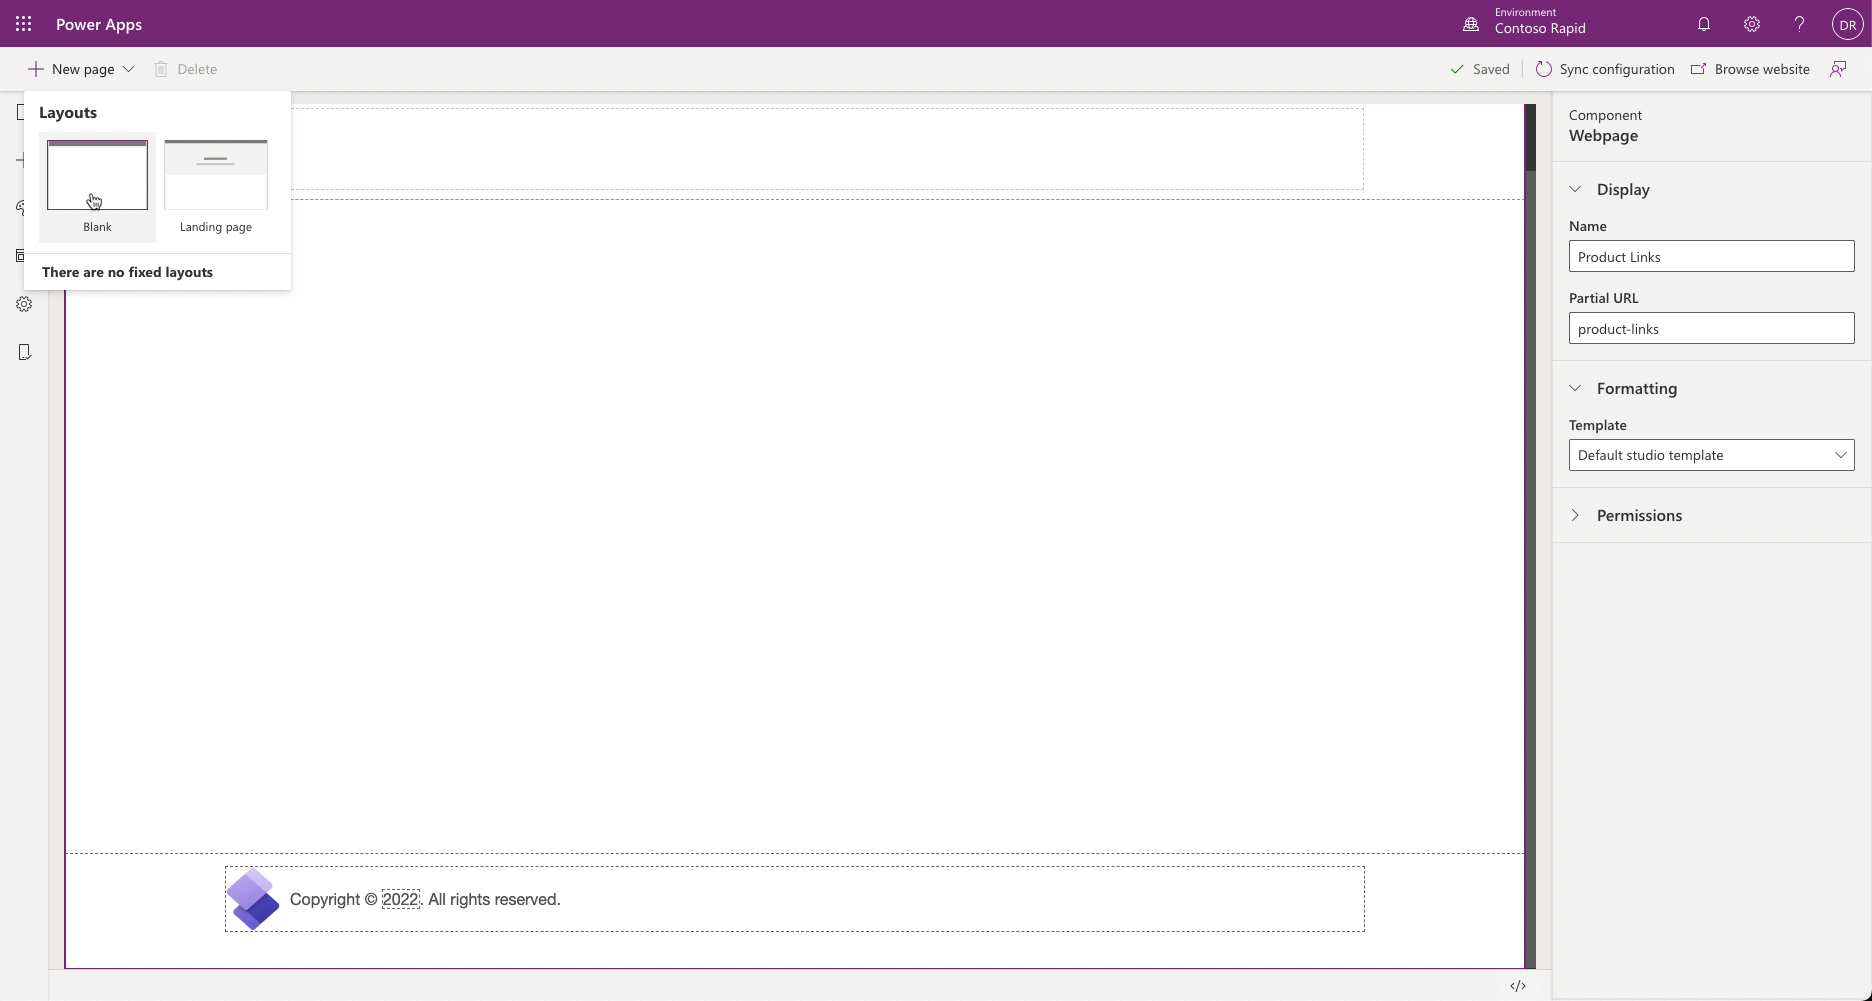 Power Apps
Environment
Contoso Rapid
DR
New page
Delete
Saved
Sync configuration
Browse website
Layouts
Blank
Landing page
There are no fixed layouts
Component
Webpage
Display
Name
Product Links
Partial URL
product-links
Formatting
Template
Default studio template
Permissions
Copyright © 2022. All rights reserved.
</>